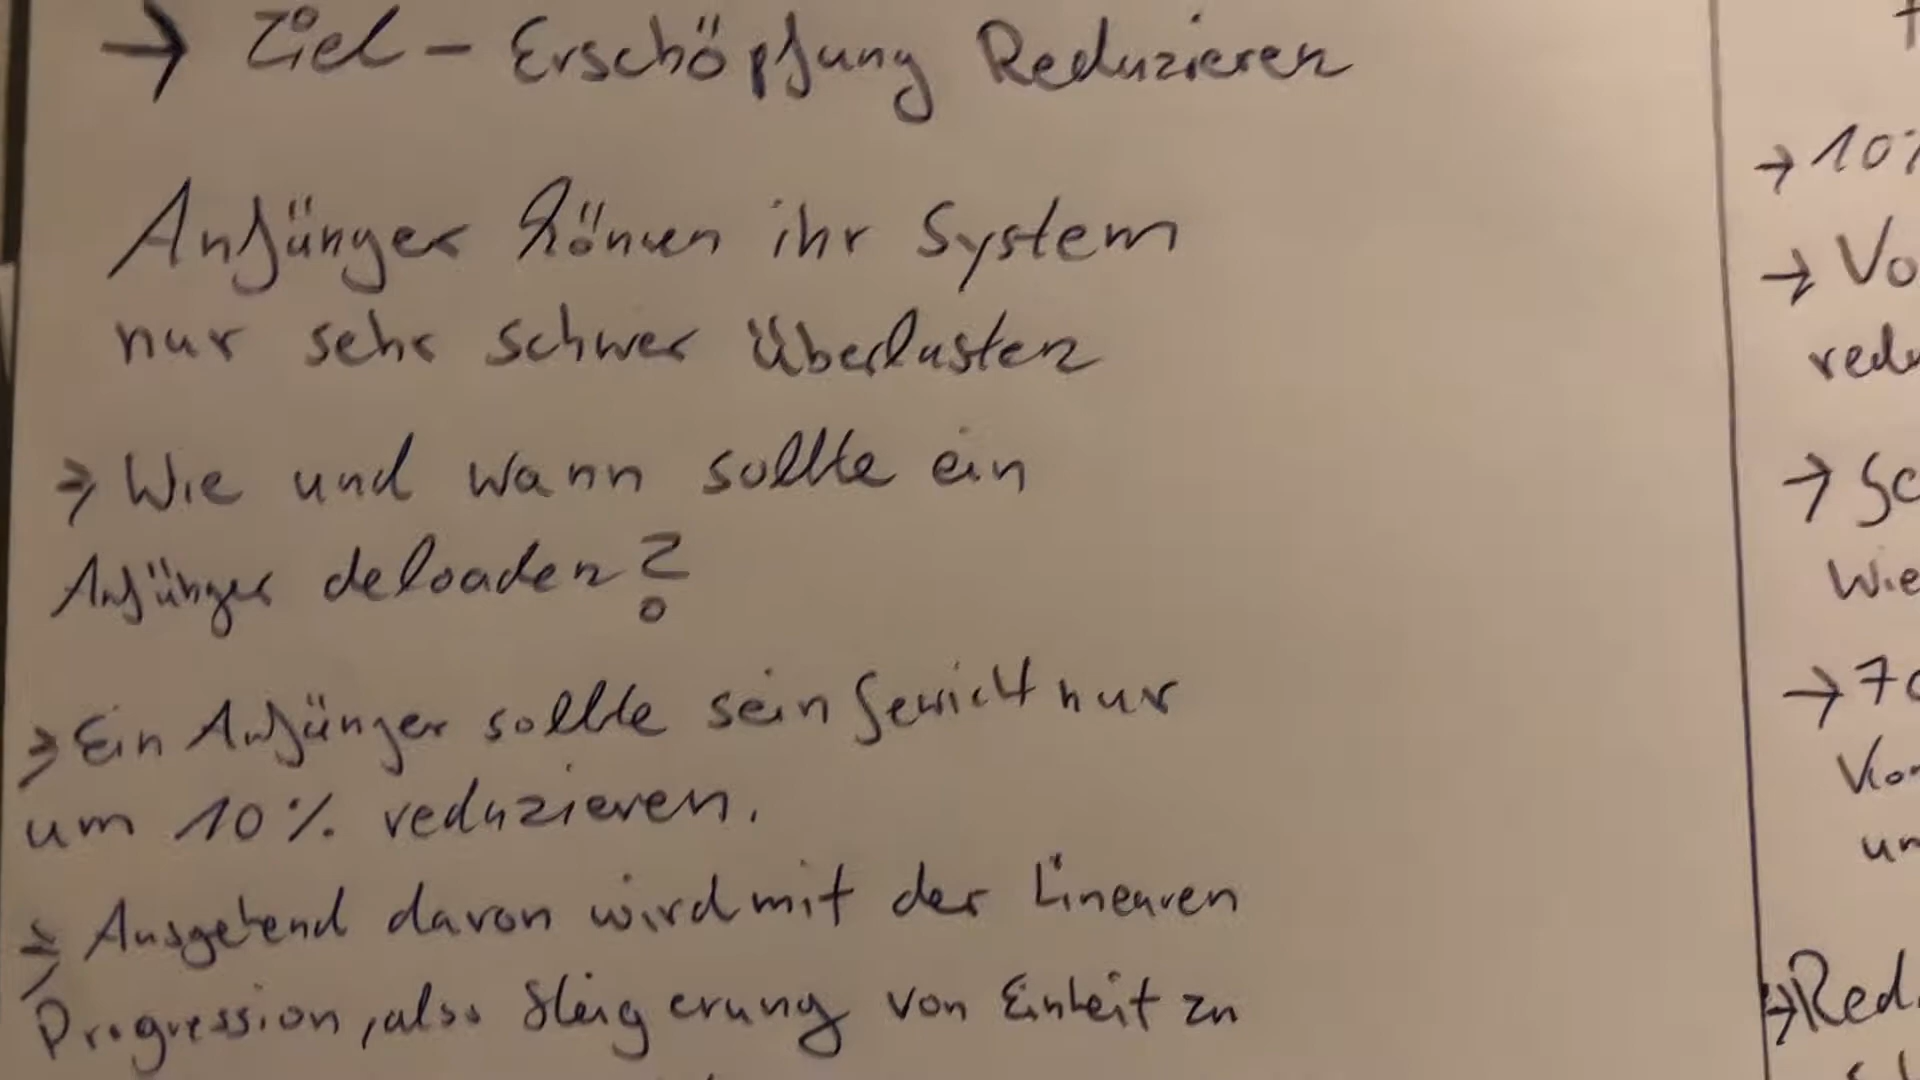 → Ziel - Erschöpfung Reduzieren
Anfänger können ihr System
nur sehr schwer überlasten
⇒ Wie und wann sollte ein
Anfänger deloaden?
⇒ Ein Anfänger sollte sein Gewicht nur
um 10% reduzieren.
⇒ Ausgehend davon wird mit der Linearen
Progression, also Steigerung von Einheit zu
→ 10%
→
→
→
→ Red.